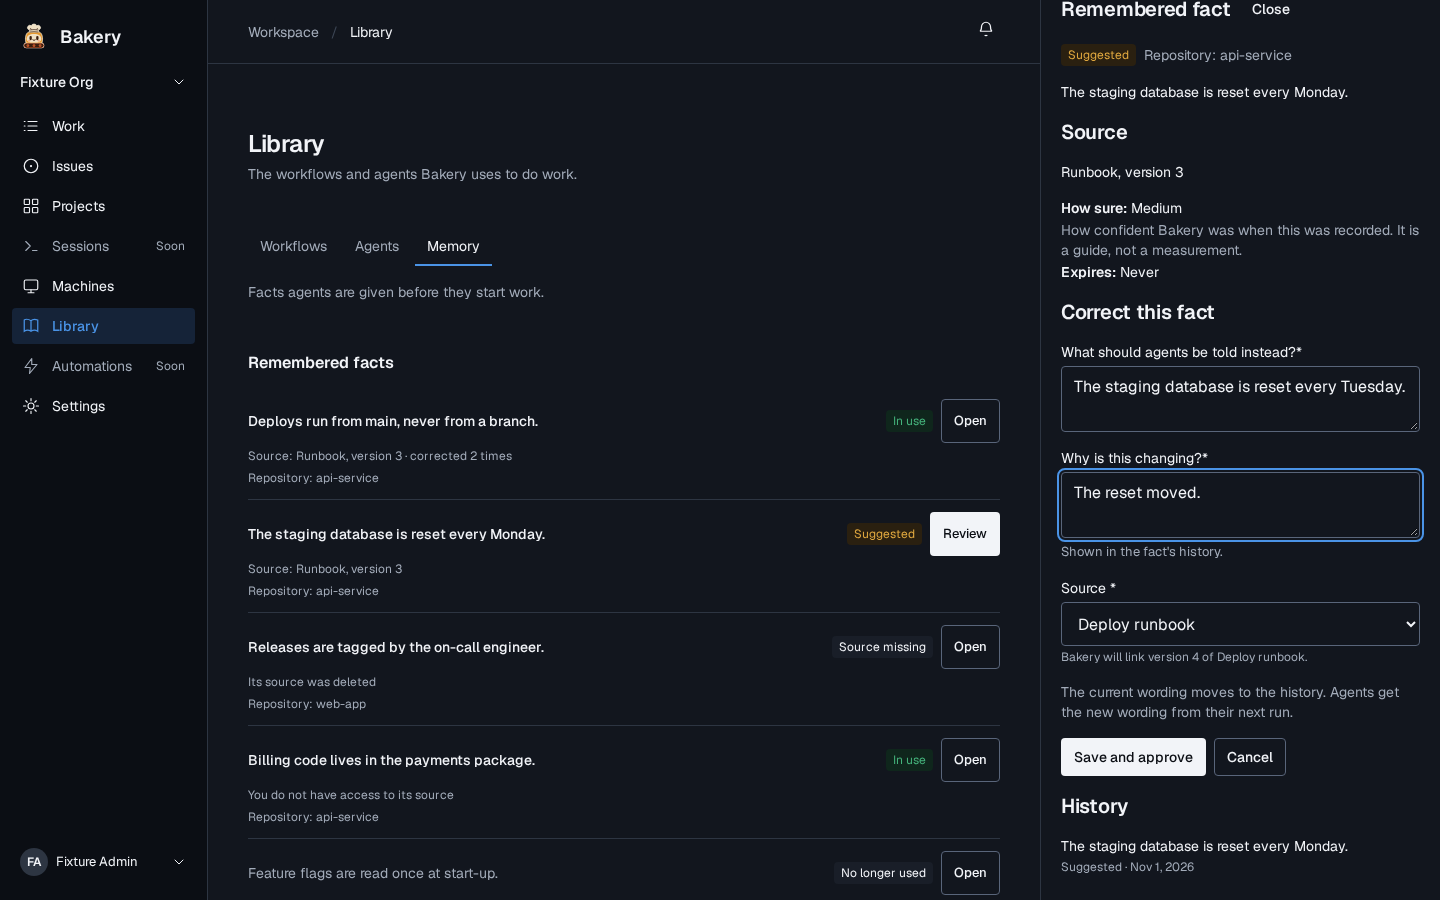 Bakery
Fixture Org
Work
Issues
Projects
Sessions Soon
Machines
Library
Automations Soon
Settings
FA Fixture Admin
Workspace / Library
Library
The workflows and agents Bakery uses to do work.
Workflows Agents Memory
Facts agents are given before they start work.
Remembered facts
Deploys run from main, never from a branch. In use Open
Source: Runbook, version 3 · corrected 2 times
Repository: api-service
The staging database is reset every Monday. Suggested Review
Source: Runbook, version 3
Repository: api-service
Releases are tagged by the on-call engineer. Source missing Open
Its source was deleted
Repository: web-app
Billing code lives in the payments package. In use Open
You do not have access to its source
Repository: api-service
Feature flags are read once at start-up. No longer used Open
Remembered fact Close
Suggested Repository: api-service
The staging database is reset every Monday.
Source
Runbook, version 3
How sure: Medium
How confident Bakery was when this was recorded. It is
a guide, not a measurement.
Expires: Never
Correct this fact
What should agents be told instead?*
The staging database is reset every Tuesday.
Why is this changing?*
The reset moved.
Shown in the fact's history.
Source *
Deploy runbook
Bakery will link version 4 of Deploy runbook.
The current wording moves to the history. Agents get
the new wording from their next run.
Save and approve Cancel
History
The staging database is reset every Monday.
Suggested · Nov 1, 2026